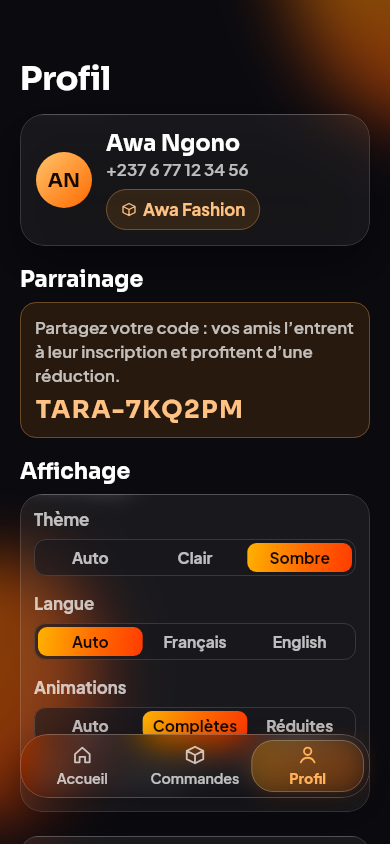 Profil
AN
Awa Ngono
+237 6 77 12 34 56
Awa Fashion
Parrainage
Partagez votre code : vos amis l’entrent
à leur inscription et profitent d’une
réduction.
TARA-7KQ2PM
Affichage
Thème
Auto Clair Sombre
Langue
Auto Français English
Animations
Auto Complètes Réduites
Accueil Commandes Profil